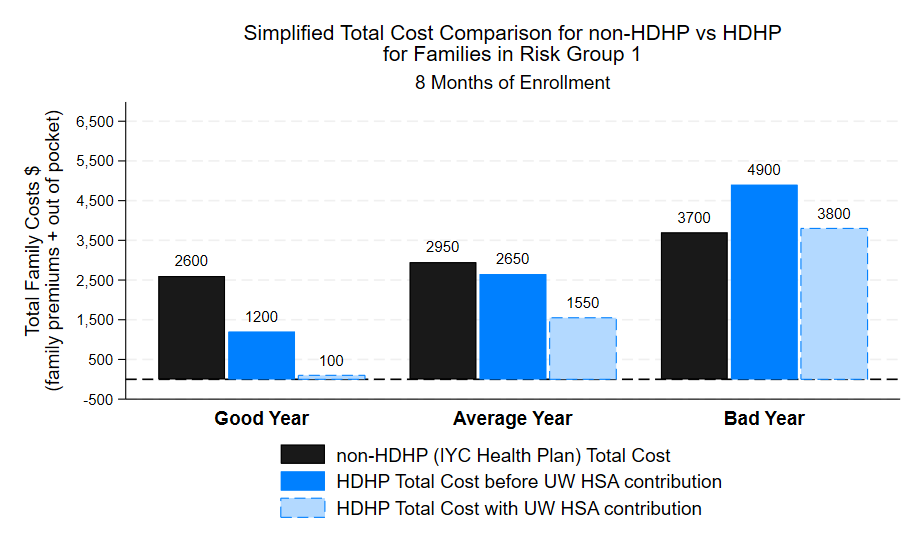 Simplified Total Cost Comparison for non-HDHP vs HDHP
for Families in Risk Group 1
8 Months of Enrollment
Total Family Costs $
(family premiums + out of pocket)
6,500
5,500
4,500
3,500
2,500
1,500
500
-500
2600
1200
100
2950
2650
1550
3700
4900
3800
Good Year
Average Year
Bad Year
non-HDHP (IYC Health Plan) Total Cost
HDHP Total Cost before UW HSA contribution
HDHP Total Cost with UW HSA contribution